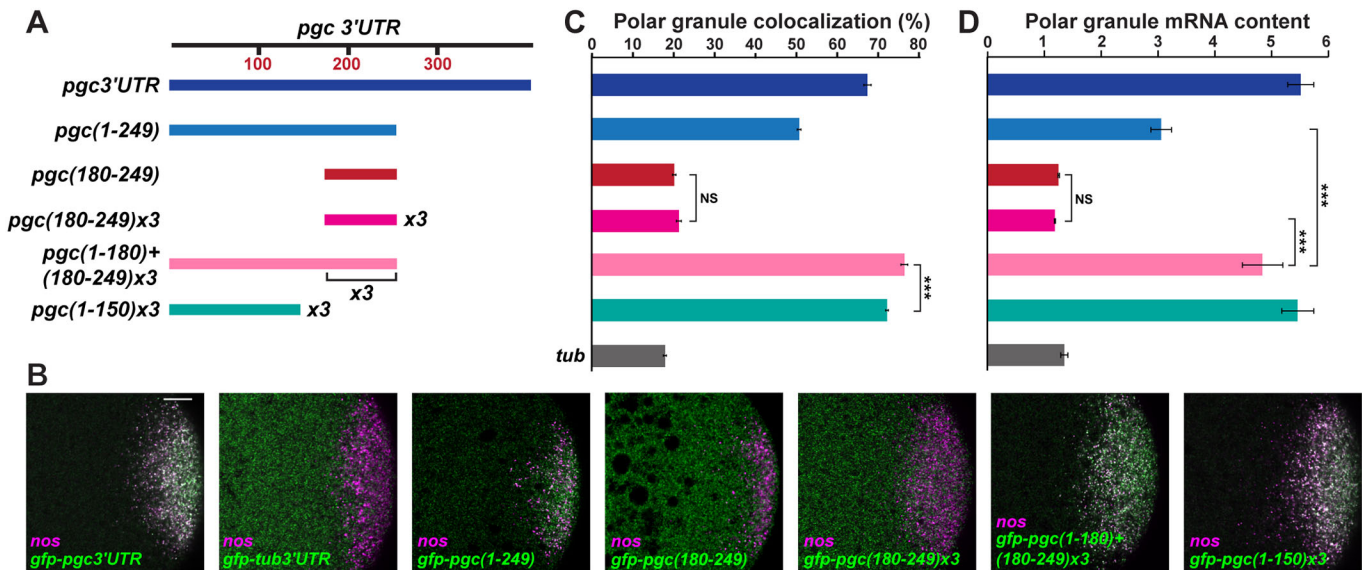 A
pgc 3'UTR
100 200 300
pgc3'UTR
pgc(1-249)
pgc(180-249)
pgc(180-249)x3
x3
pgc(1-180)+
(180-249)x3
x3
pgc(1-150)x3
x3
C
Polar granule colocalization (%)
0 10 20 30 40 50 60 70 80
NS
***
tub
D
Polar granule mRNA content
0 1 2 3 4 5 6
NS
***
***
B
nos
gfp-pgc3'UTR
nos
gfp-tub3'UTR
nos
gfp-pgc(1-249)
nos
gfp-pgc(180-249)
nos
gfp-pgc(180-249)x3
nos
gfp-pgc(1-180)+
(180-249)x3
nos
gfp-pgc(1-150)x3